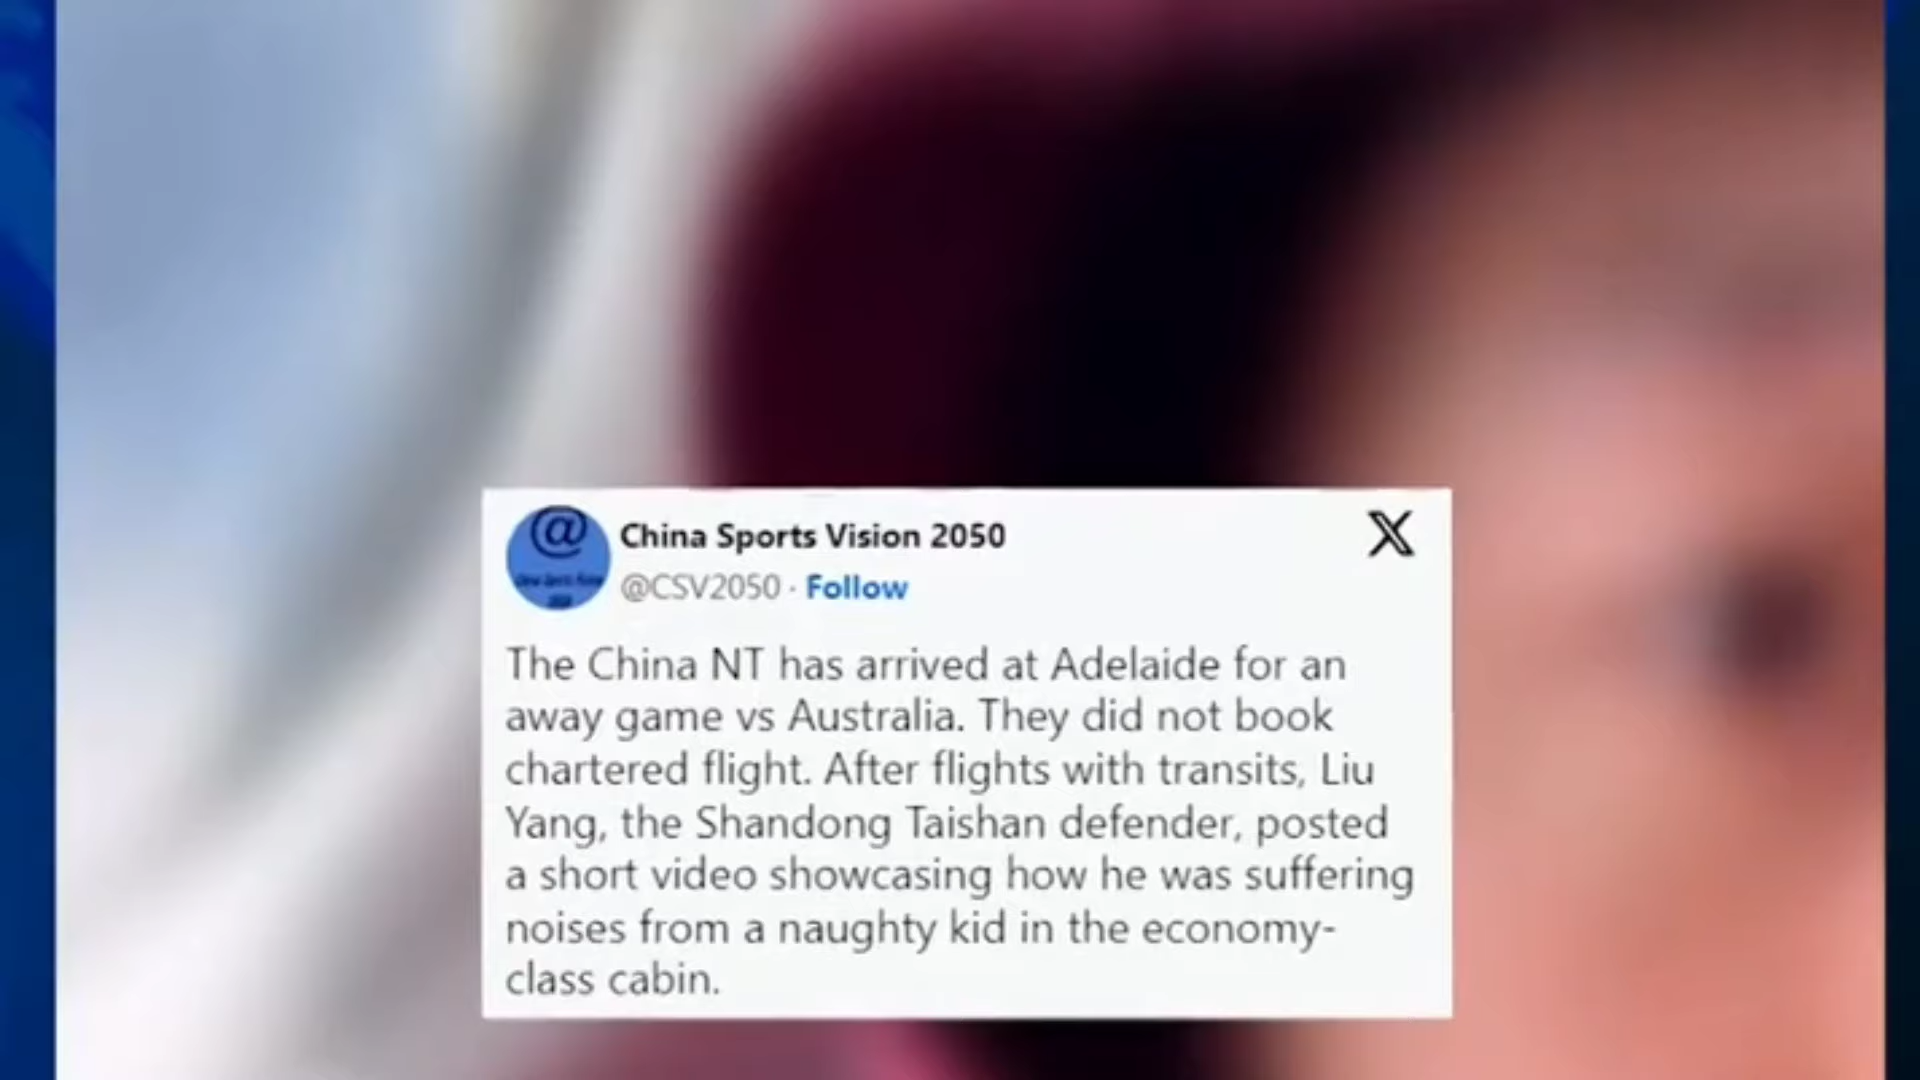 @
China Sports Vision 2050
@CSV2050 · Follow
The China NT has arrived at Adelaide for an
away game vs Australia. They did not book
chartered flight. After flights with transits, Liu
Yang, the Shandong Taishan defender, posted
a short video showcasing how he was suffering
noises from a naughty kid in the economy-
class cabin.